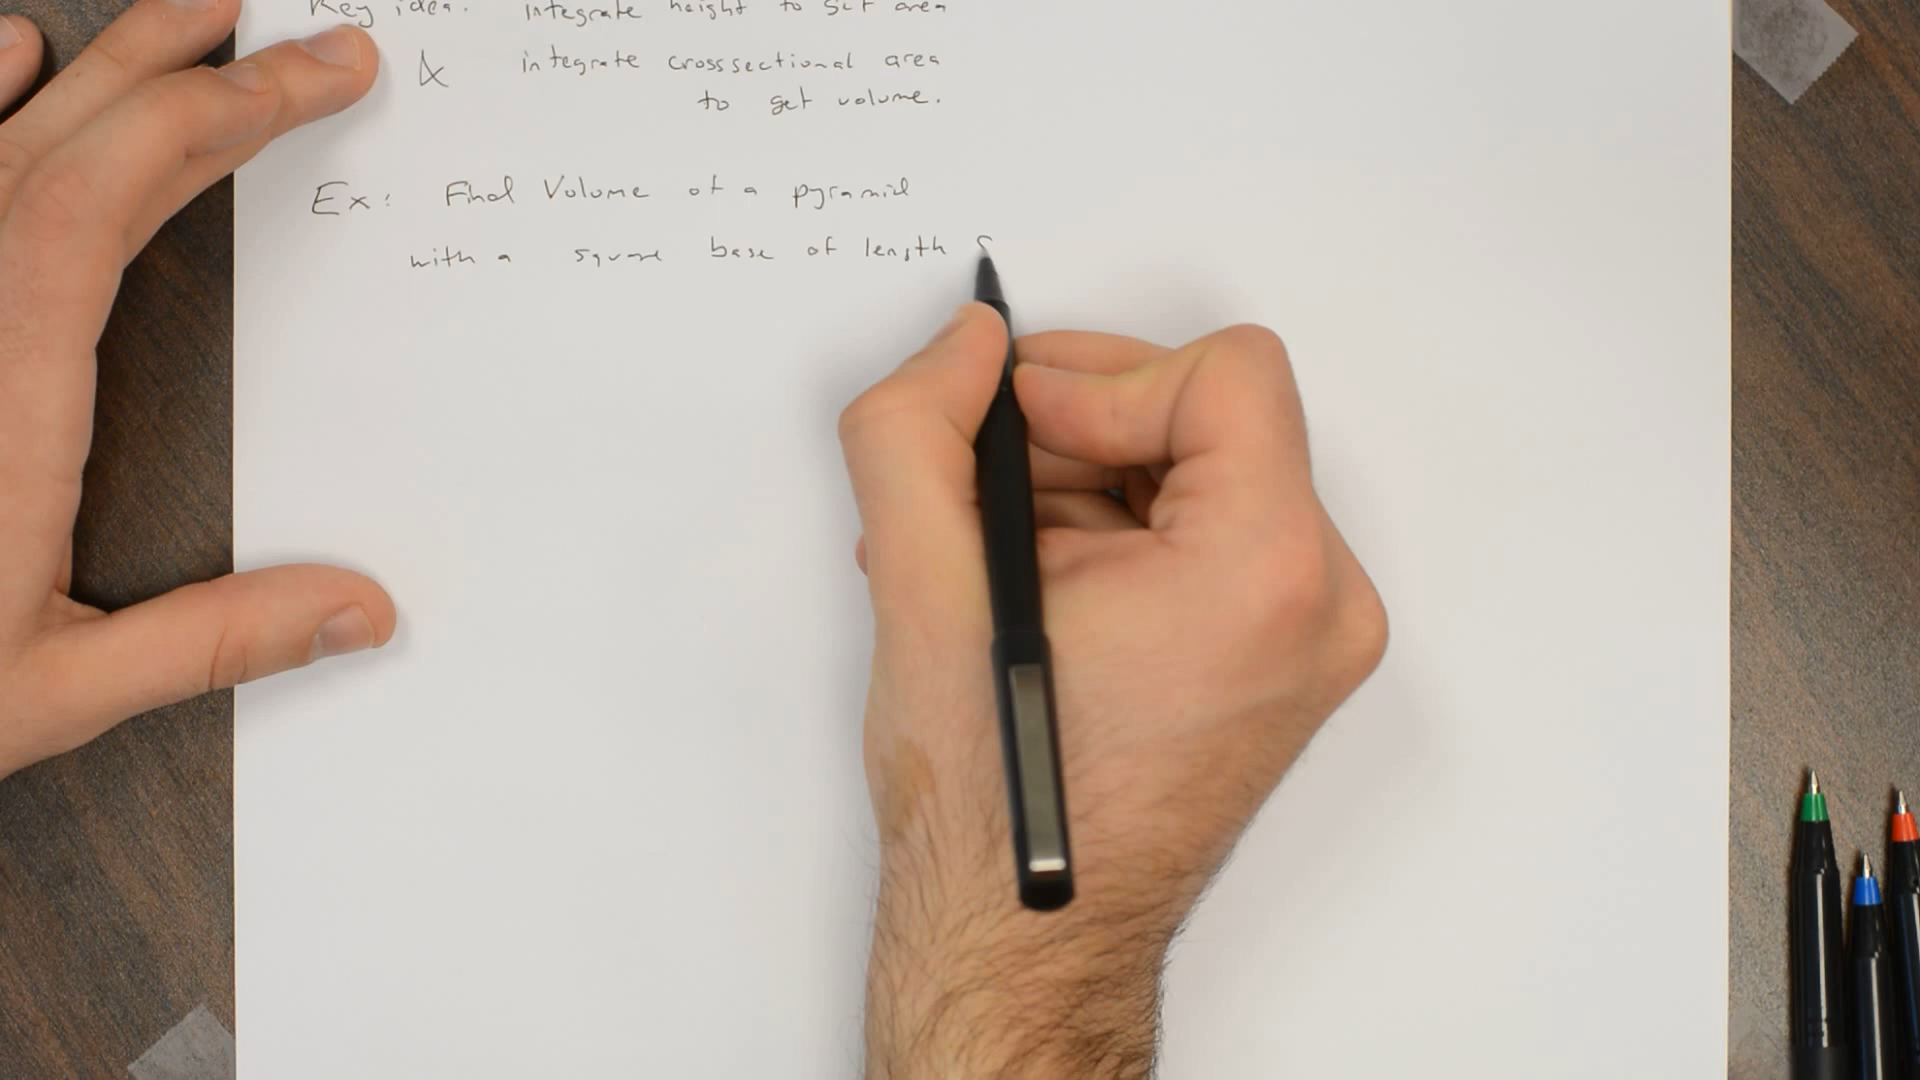 Key idea: integrate height to get area
& integrate crosssectional area
to get volume.
Ex: Find Volume of a pyramid
with a square base of length